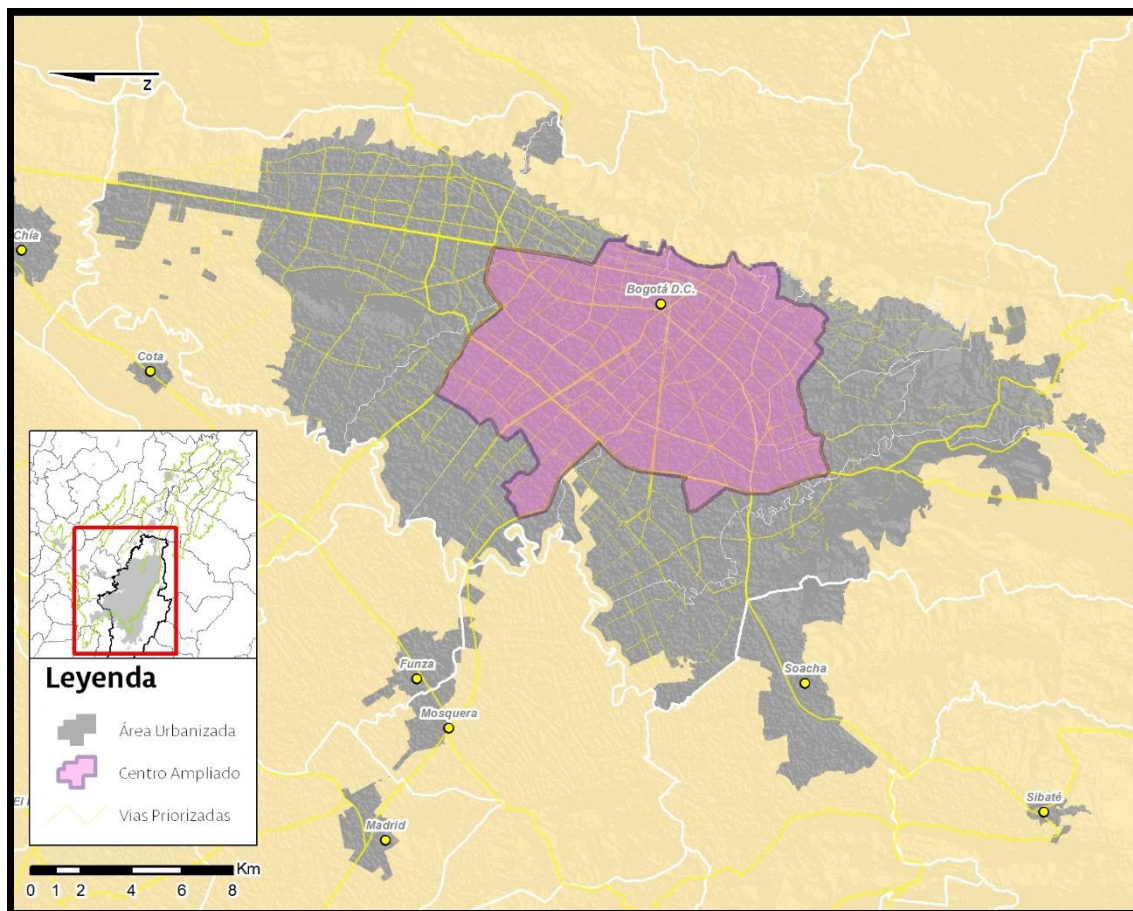 Z
Chía
Bogotá D.C.
Cota
Funza
Mosquera
Soacha
Madrid
Sibaté
El
Leyenda
Área Urbanizada
Centro Ampliado
Vias Priorizadas
Km
0 1 2 4 6 8